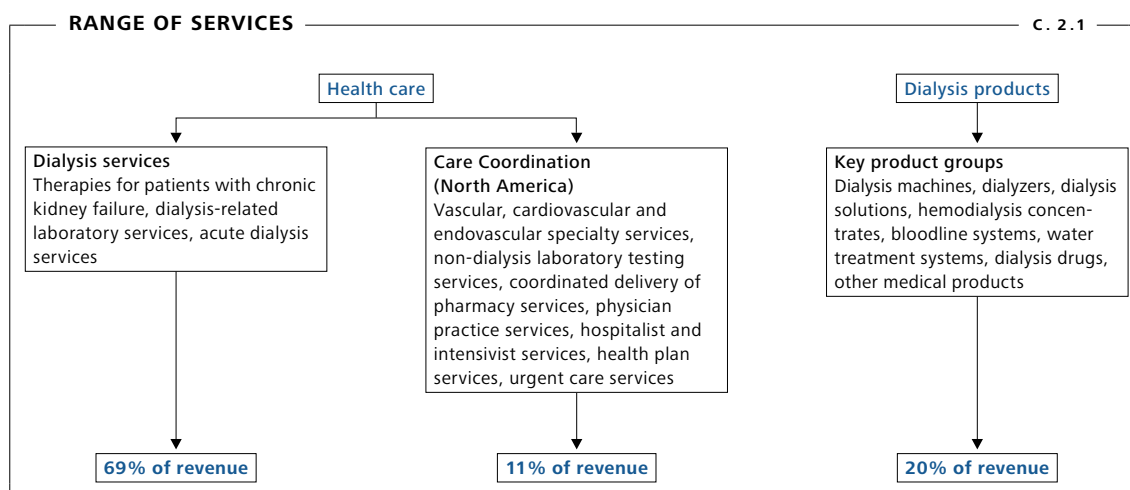 RANGE OF SERVICES
C. 2.1
Health care
Dialysis products
Dialysis services
Therapies for patients with chronic
kidney failure, dialysis-related
laboratory services, acute dialysis
services
Care Coordination
(North America)
Vascular, cardiovascular and
endovascular specialty services,
non-dialysis laboratory testing
services, coordinated delivery of
pharmacy services, physician
practice services, hospitalist and
intensivist services, health plan
services, urgent care services
Key product groups
Dialysis machines, dialyzers, dialysis
solutions, hemodialysis concen-
trates, bloodline systems, water
treatment systems, dialysis drugs,
other medical products
69% of revenue
11% of revenue
20% of revenue